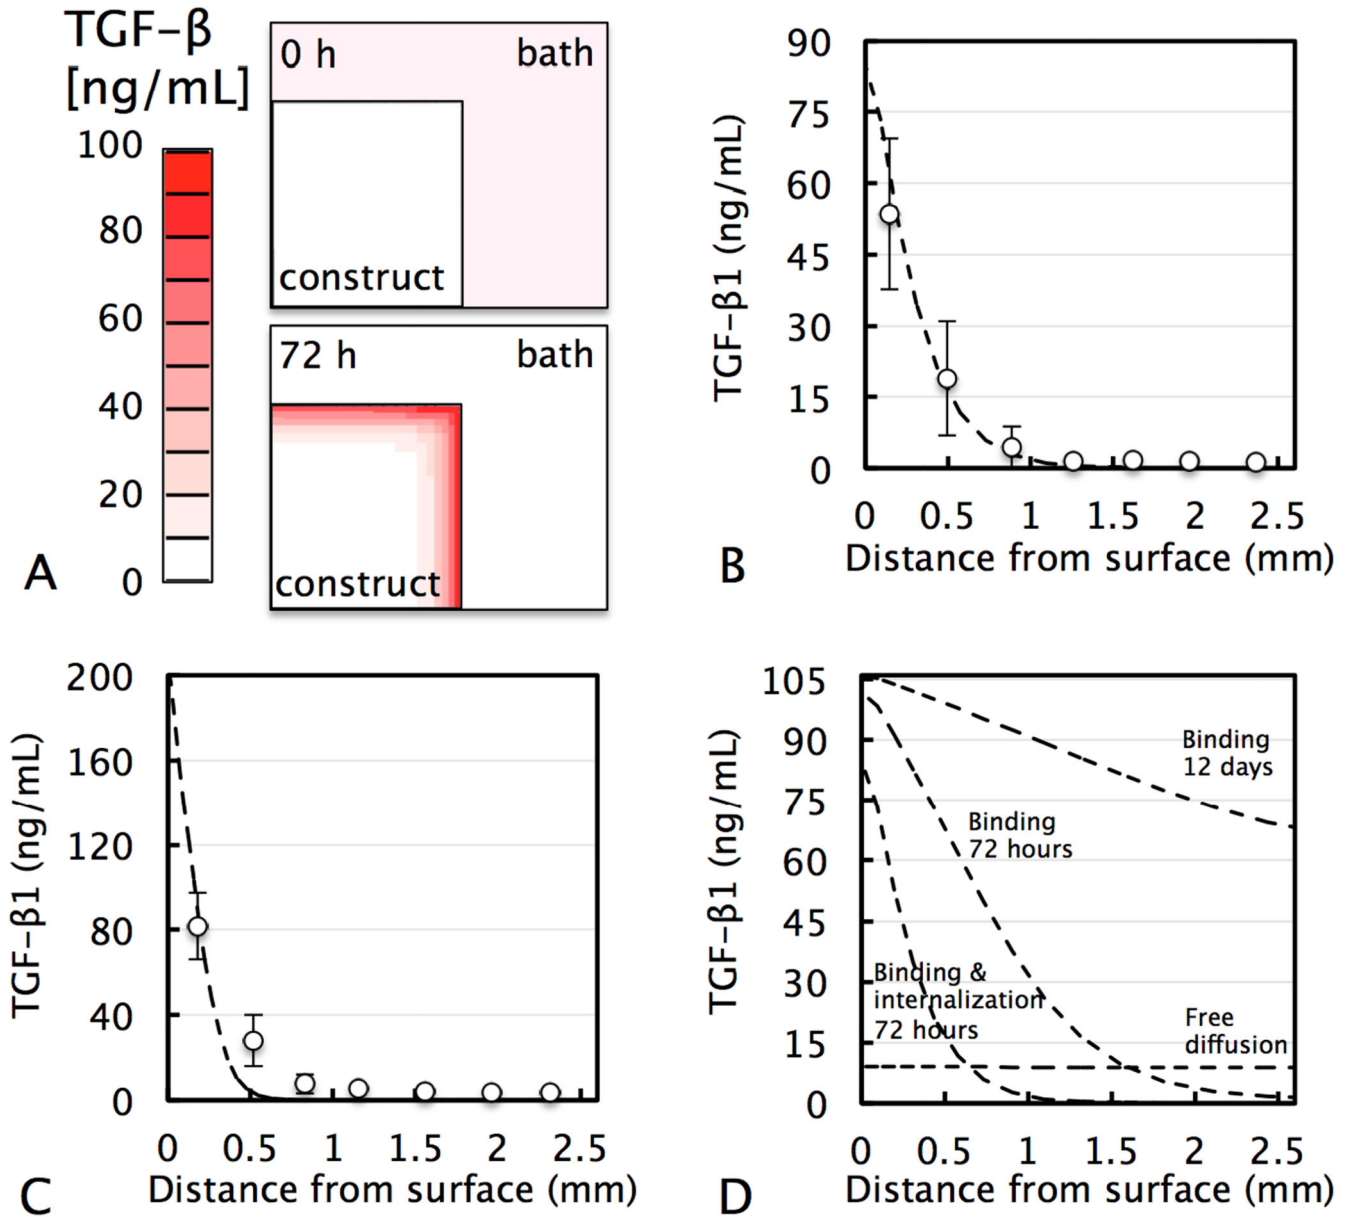 TGF-β
[ng/mL]
100
80
60
40
20
0
0 h
bath
construct
72 h
bath
construct
A
TGF-β1 (ng/mL)
90
75
60
45
30
15
0
0 0.5 1 1.5 2 2.5
Distance from surface (mm)
B
TGF-β1 (ng/mL)
200
160
120
80
40
0
0 0.5 1 1.5 2 2.5
Distance from surface (mm)
C
TGF-β1 (ng/mL)
105
90
75
60
45
30
15
0
Binding
12 days
Binding
72 hours
Binding &
internalization
72 hours
Free
diffusion
0 0.5 1 1.5 2 2.5
Distance from surface (mm)
D